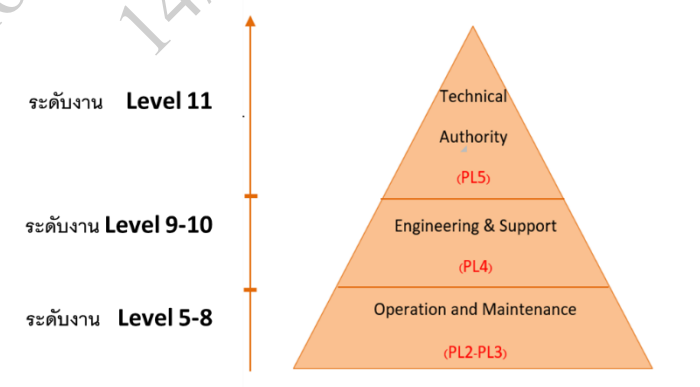 14
ระดับงาน Level 11
Technical
Authority
(PL5)
ระดับงาน Level 9-10
Engineering & Support
(PL4)
ระดับงาน Level 5-8
Operation and Maintenance
(PL2-PL3)